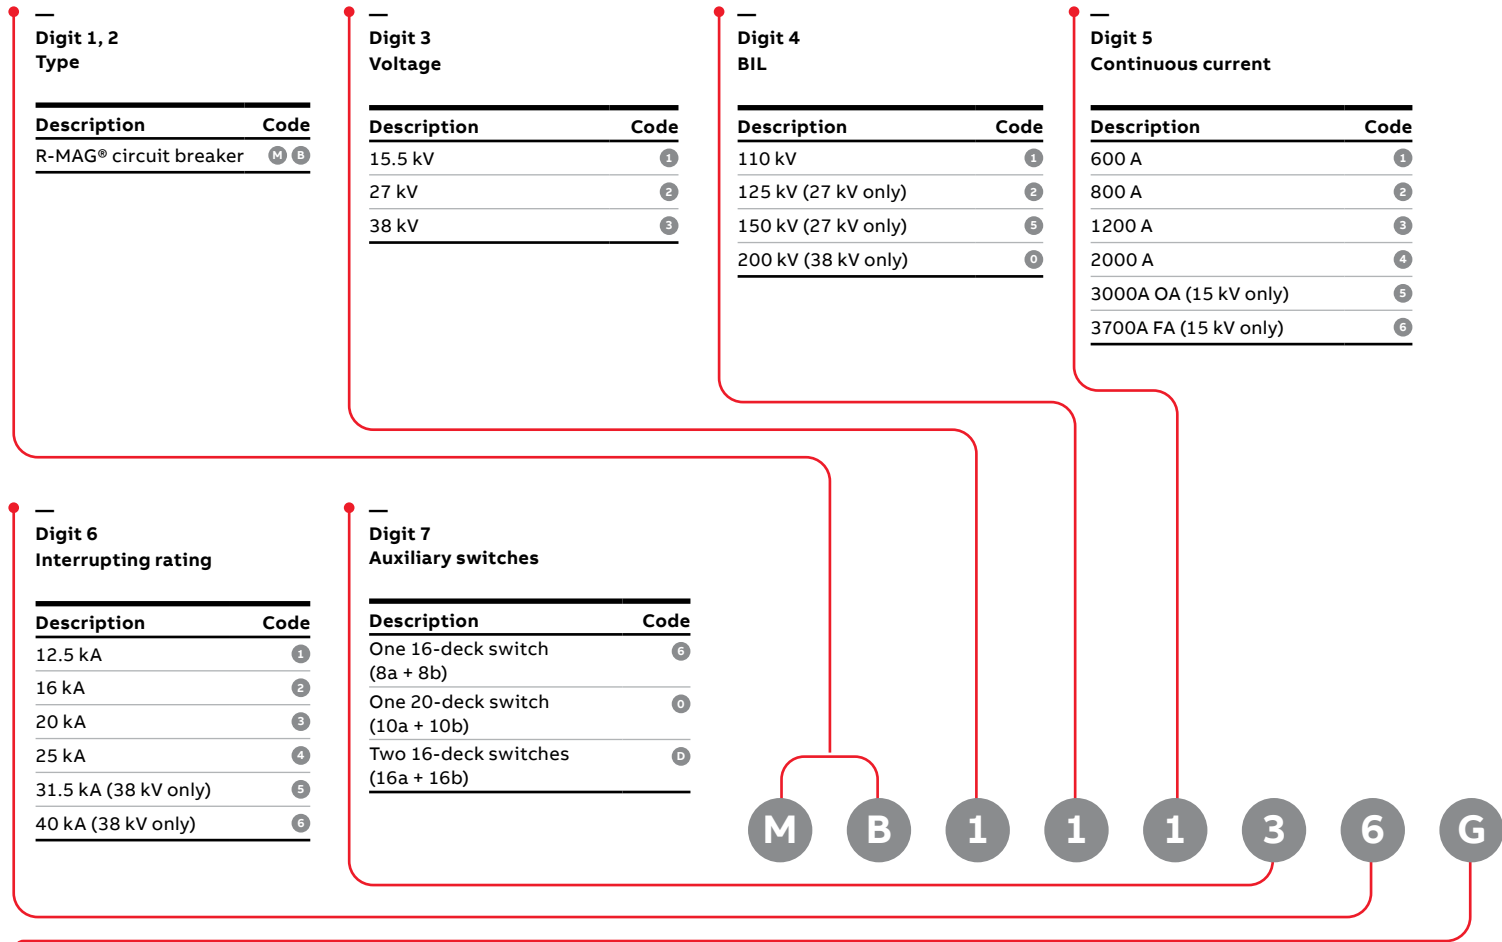 —
Digit 1, 2
Type
Description Code
R-MAG® circuit breaker M B
—
Digit 3
Voltage
Description Code
15.5 kV 1
27 kV 2
38 kV 3
—
Digit 4
BIL
Description Code
110 kV 1
125 kV (27 kV only) 2
150 kV (27 kV only) 5
200 kV (38 kV only) 0
—
Digit 5
Continuous current
Description Code
600 A 1
800 A 2
1200 A 3
2000 A 4
3000A OA (15 kV only) 5
3700A FA (15 kV only) 6
—
Digit 6
Interrupting rating
Description Code
12.5 kA 1
16 kA 2
20 kA 3
25 kA 4
31.5 kA (38 kV only) 5
40 kA (38 kV only) 6
—
Digit 7
Auxiliary switches
Description Code
One 16-deck switch 6
(8a + 8b)
One 20-deck switch 0
(10a + 10b)
Two 16-deck switches D
(16a + 16b)
M B 1 1 1 3 6 G